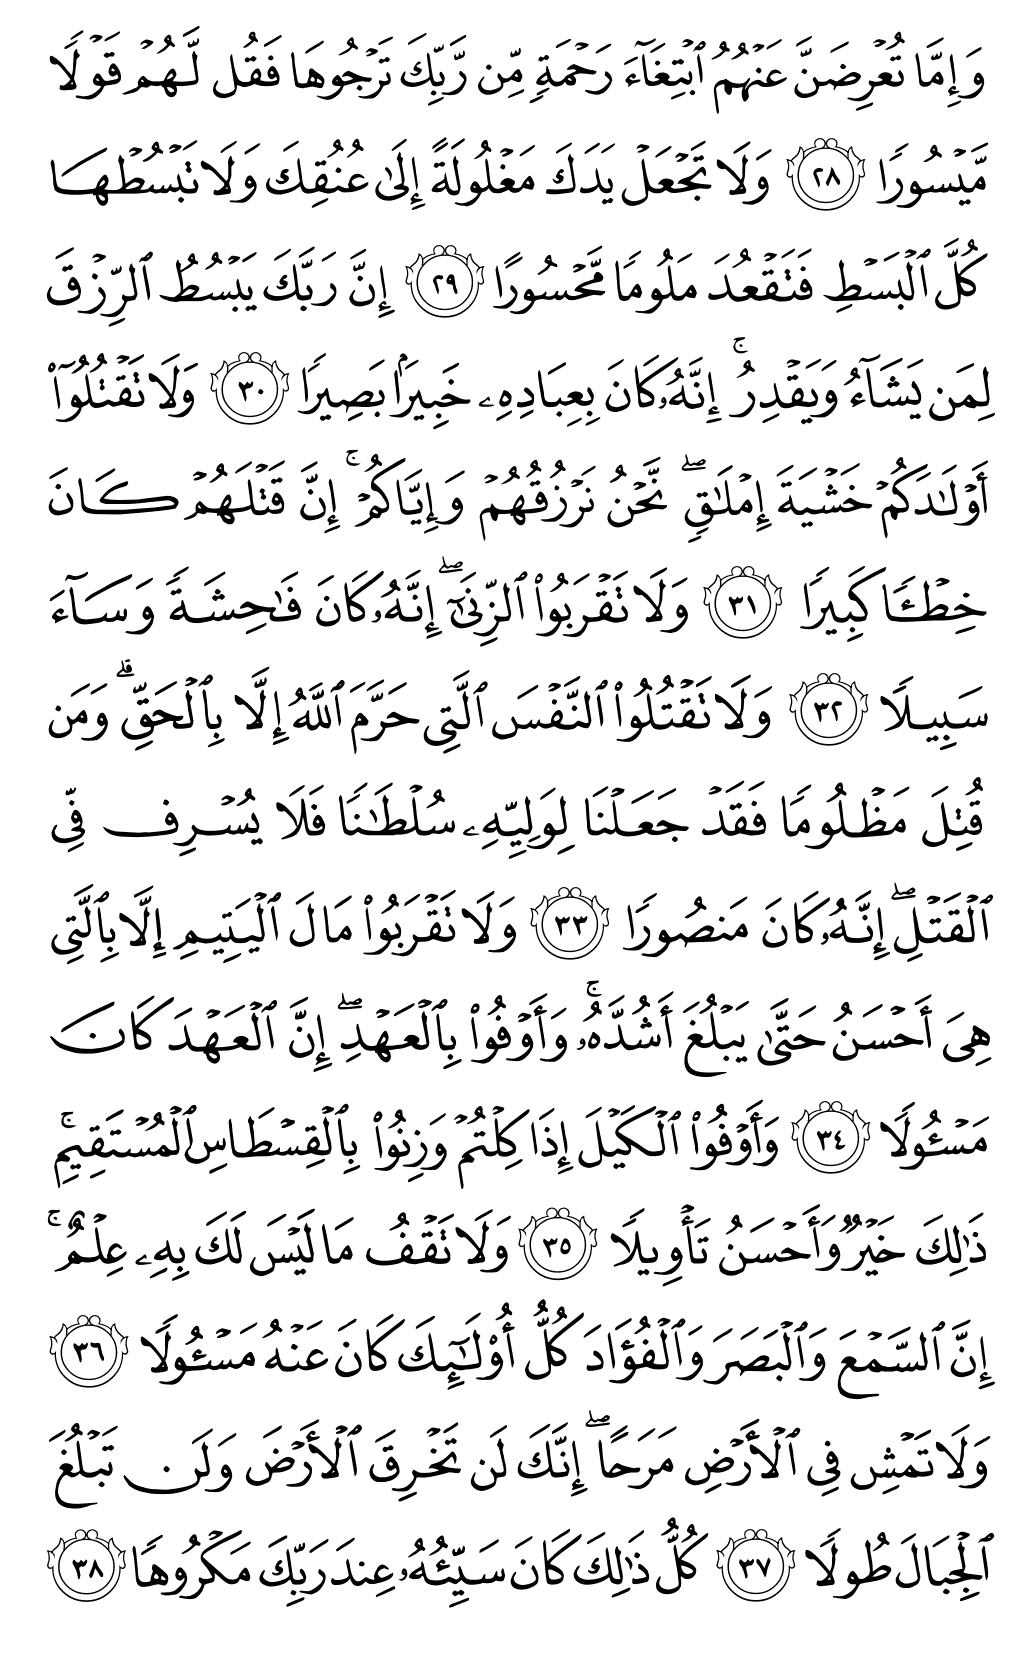 وَإِمَّا تُعۡرِضَنَّ عَنۡهُمُ ٱبۡتِغَآءَ رَحۡمَةٖ مِّن رَّبِّكَ تَرۡجُوهَا فَقُل لَّهُمۡ قَوۡلٗا
مَّيۡسُورٗا ٢٨ وَلَا تَجۡعَلۡ يَدَكَ مَغۡلُولَةً إِلَىٰ عُنُقِكَ وَلَا تَبۡسُطۡهَا
كُلَّ ٱلۡبَسۡطِ فَتَقۡعُدَ مَلُومٗا مَّحۡسُورًا ٢٩ إِنَّ رَبَّكَ يَبۡسُطُ ٱلرِّزۡقَ
لِمَن يَشَآءُ وَيَقۡدِرُۚ إِنَّهُۥ كَانَ بِعِبَادِهِۦ خَبِيرَۢا بَصِيرٗا ٣٠ وَلَا تَقۡتُلُوٓاْ
أَوۡلَٰدَكُمۡ خَشۡيَةَ إِمۡلَٰقٖۖ نَّحۡنُ نَرۡزُقُهُمۡ وَإِيَّاكُمۡۚ إِنَّ قَتۡلَهُمۡ كَانَ
خِطۡـٔٗا كَبِيرٗا ٣١ وَلَا تَقۡرَبُواْ ٱلزِّنَىٰٓۖ إِنَّهُۥ كَانَ فَٰحِشَةٗ وَسَآءَ
سَبِيلٗا ٣٢ وَلَا تَقۡتُلُواْ ٱلنَّفۡسَ ٱلَّتِي حَرَّمَ ٱللَّهُ إِلَّا بِٱلۡحَقِّۗ وَمَن
قُتِلَ مَظۡلُومٗا فَقَدۡ جَعَلۡنَا لِوَلِيِّهِۦ سُلۡطَٰنٗا فَلَا يُسۡرِف فِّي
ٱلۡقَتۡلِۖ إِنَّهُۥ كَانَ مَنصُورٗا ٣٣ وَلَا تَقۡرَبُواْ مَالَ ٱلۡيَتِيمِ إِلَّا بِٱلَّتِي
هِيَ أَحۡسَنُ حَتَّىٰ يَبۡلُغَ أَشُدَّهُۥۚ وَأَوۡفُواْ بِٱلۡعَهۡدِۖ إِنَّ ٱلۡعَهۡدَ كَانَ
مَسۡـُٔولٗا ٣٤ وَأَوۡفُواْ ٱلۡكَيۡلَ إِذَا كِلۡتُمۡ وَزِنُواْ بِٱلۡقِسۡطَاسِ ٱلۡمُسۡتَقِيمِۚ
ذَٰلِكَ خَيۡرٞ وَأَحۡسَنُ تَأۡوِيلٗا ٣٥ وَلَا تَقۡفُ مَا لَيۡسَ لَكَ بِهِۦ عِلۡمٌۚ
إِنَّ ٱلسَّمۡعَ وَٱلۡبَصَرَ وَٱلۡفُؤَادَ كُلُّ أُوْلَٰٓئِكَ كَانَ عَنۡهُ مَسۡـُٔولٗا ٣٦
وَلَا تَمۡشِ فِي ٱلۡأَرۡضِ مَرَحًاۖ إِنَّكَ لَن تَخۡرِقَ ٱلۡأَرۡضَ وَلَن تَبۡلُغَ
ٱلۡجِبَالَ طُولٗا ٣٧ كُلُّ ذَٰلِكَ كَانَ سَيِّئُهُۥ عِندَ رَبِّكَ مَكۡرُوهٗا ٣٨